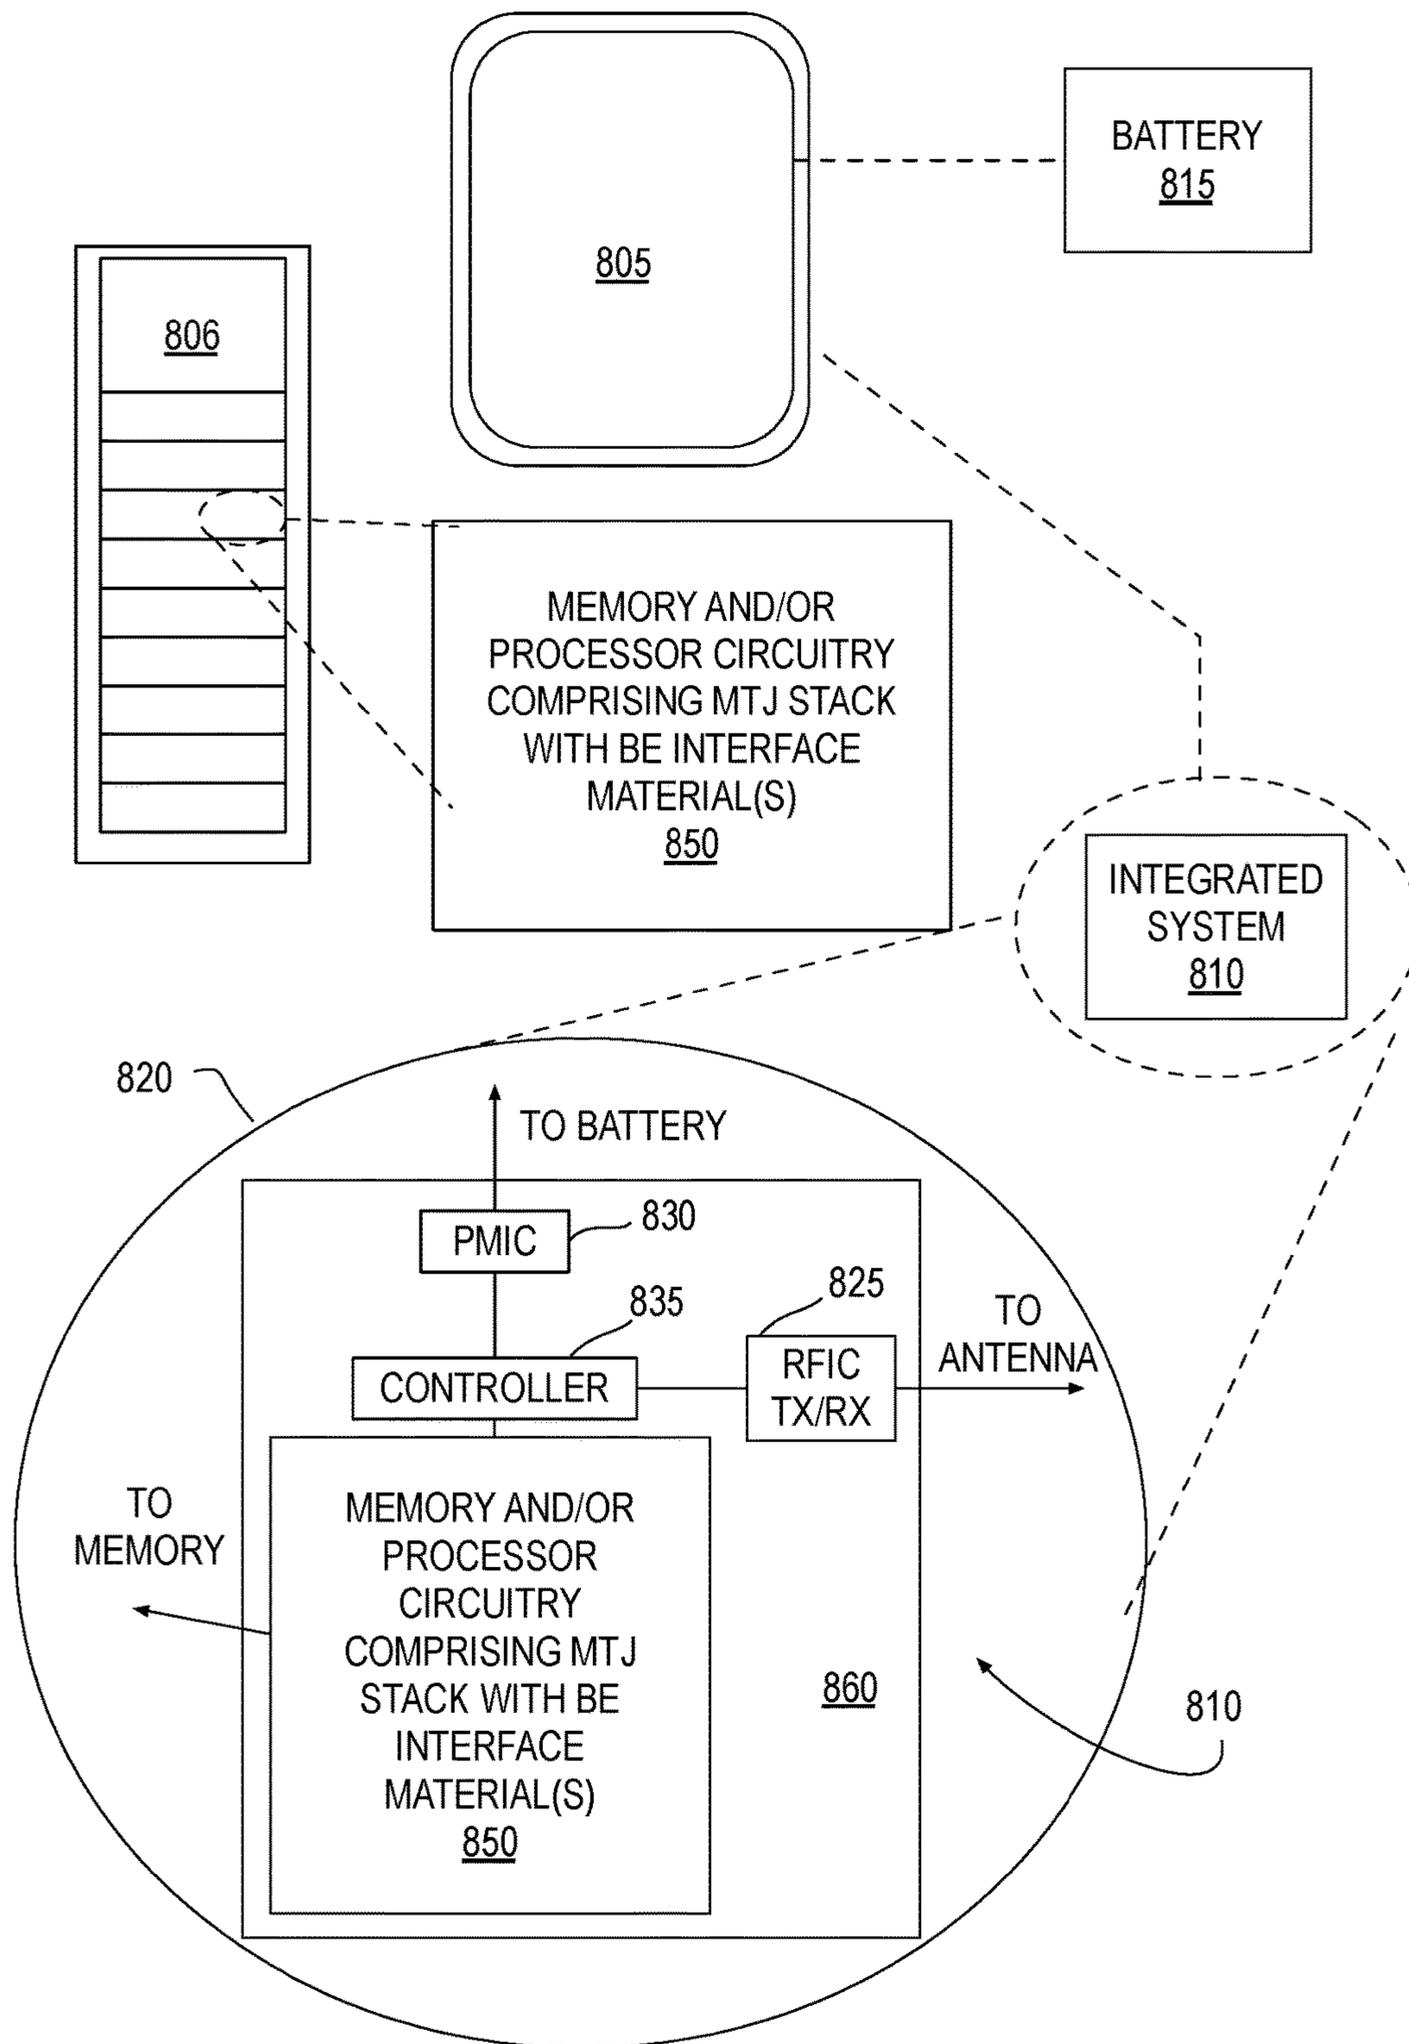 BATTERY
815
805
806
MEMORY AND/OR
PROCESSOR CIRCUITRY
COMPRISING MTJ STACK
WITH BE INTERFACE
MATERIAL(S)
850
INTEGRATED
SYSTEM
810
820
TO BATTERY
PMIC
830
835
825
TO
ANTENNA
CONTROLLER
RFIC
TX/RX
TO
MEMORY
MEMORY AND/OR
PROCESSOR
CIRCUITRY
COMPRISING MTJ
STACK WITH BE
INTERFACE
MATERIAL(S)
850
860
810